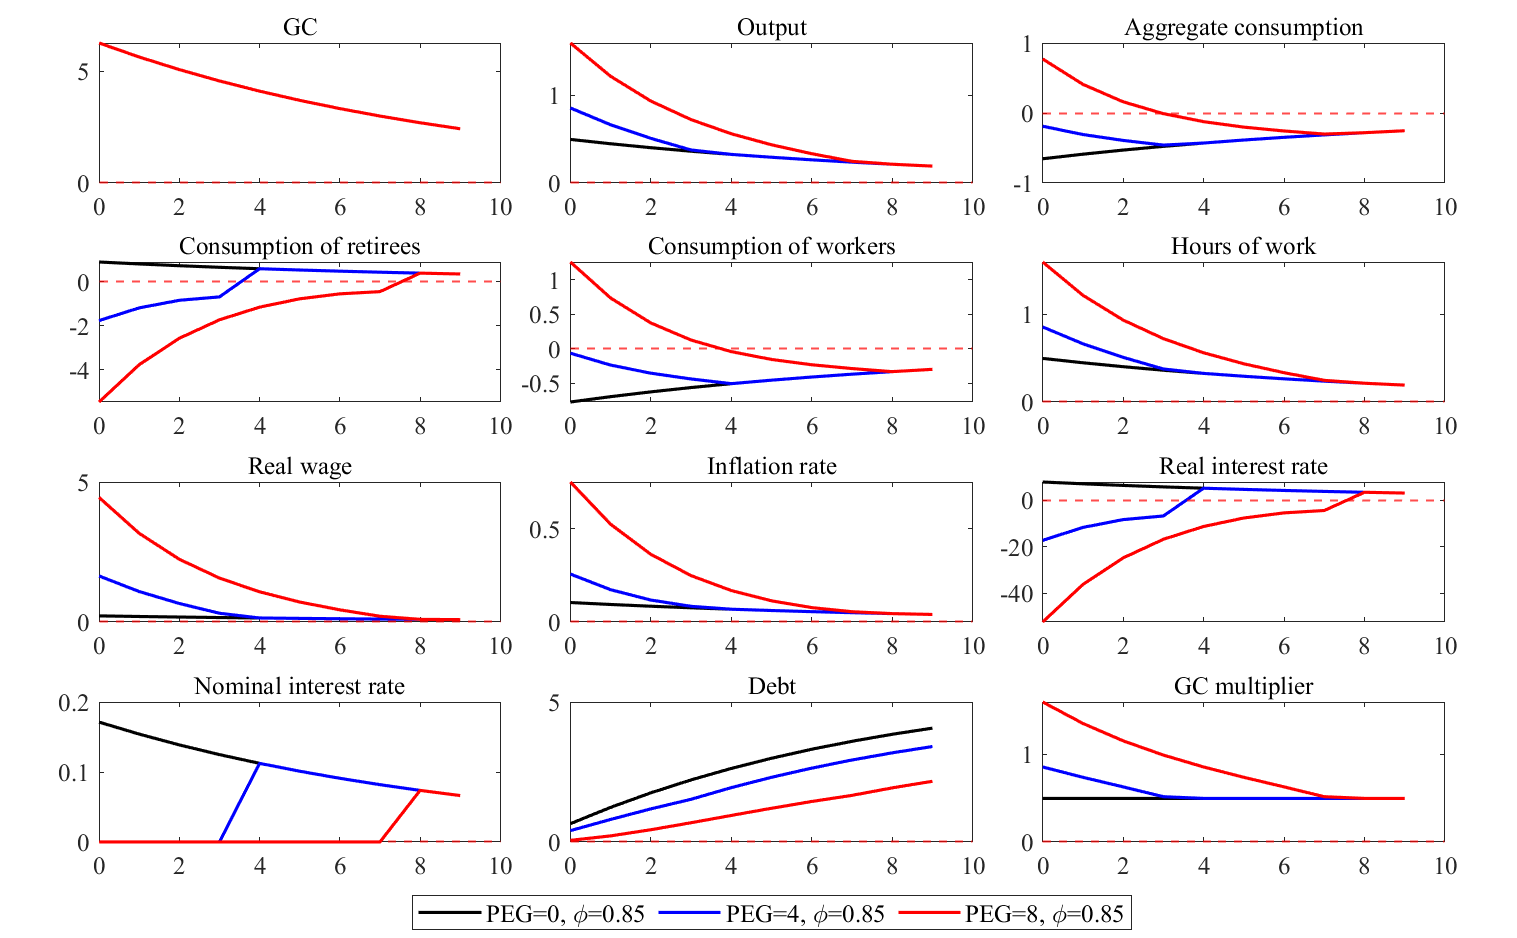 GC
Output
Aggregate consumption
5
0
0 2 4 6 8 10
1
0
0 2 4 6 8 10
1
0
-1
0 2 4 6 8 10
Consumption of retirees
Consumption of workers
Hours of work
0
-2
-4
0 2 4 6 8 10
1
0.5
0
-0.5
0 2 4 6 8 10
1
0
0 2 4 6 8 10
Real wage
Inflation rate
Real interest rate
5
0
0 2 4 6 8 10
0.5
0
0 2 4 6 8 10
0
-20
-40
0 2 4 6 8 10
Nominal interest rate
Debt
GC multiplier
0.2
0.1
0
0 2 4 6 8 10
5
0
0 2 4 6 8 10
1
0
0 2 4 6 8 10
PEG=0, ϕ=0.85 PEG=4, ϕ=0.85 PEG=8, ϕ=0.85